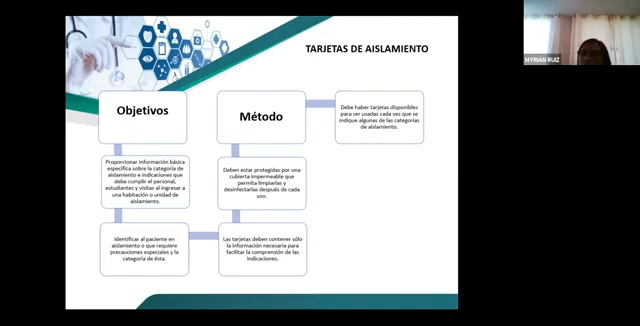 TARJETAS DE AISLAMIENTO
Objetivos
Proporcionar información básica
específica sobre la categoría de
aislamiento e indicaciones que
debe cumplir el personal,
estudiantes y visitas al ingresar a
una habitación o unidad de
aislamiento.
Identificar al paciente en
aislamiento o que requiere
precauciones especiales y la
categoría de ésta.
Método
Deben estar protegidas por una
cubierta impermeable que
permita limpiarlas y
desinfectarlas después de cada
uso.
Las tarjetas deben contener sólo
la información necesaria para
facilitar la comprensión de las
indicaciones.
Debe haber tarjetas disponibles
para ser usadas cada vez que se
indique algunas de las categorías
de aislamiento.
MYRIAN RUIZ